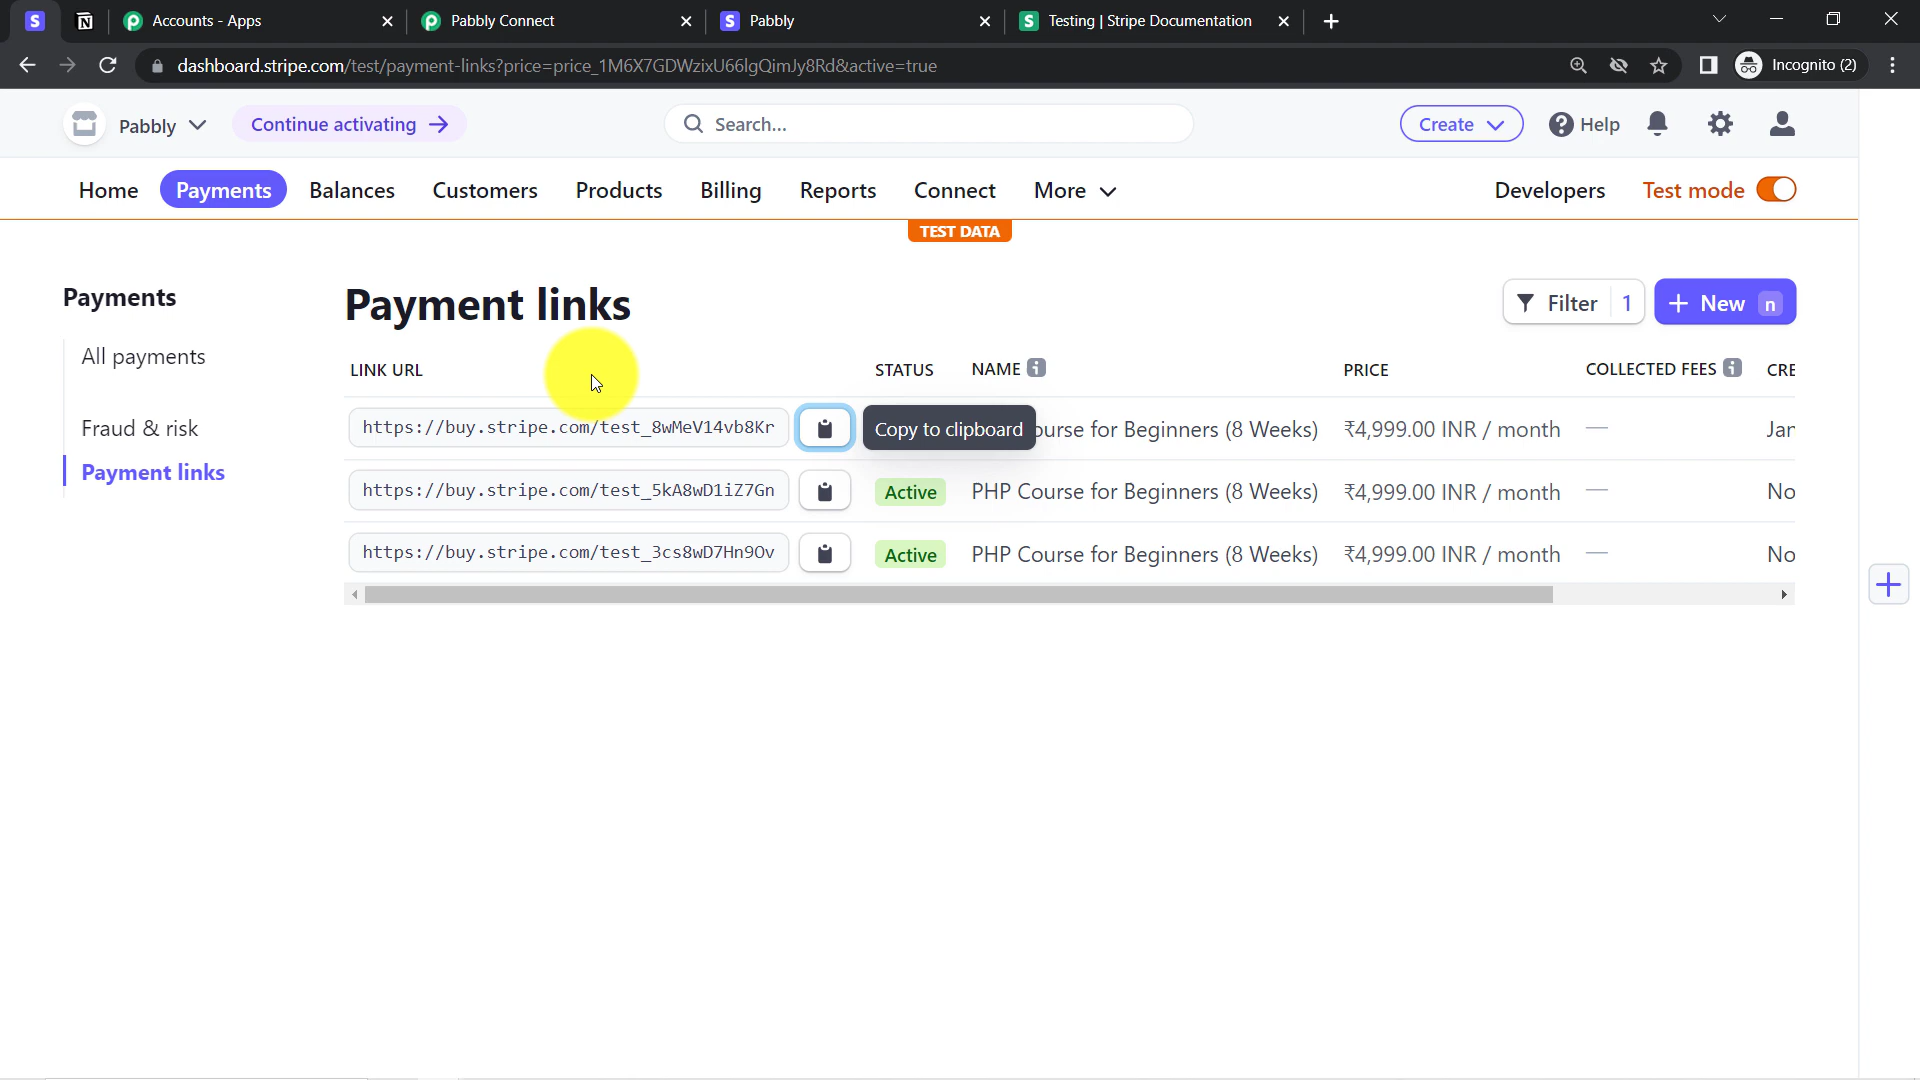 Accounts - Apps
Pabbly Connect
Pabbly
Testing | Stripe Documentation
dashboard.stripe.com/test/payment-links?price=price_1M6X7GDWzixU66lgQimJy8Rd&active=true
Incognito (2)
Pabbly
Continue activating →
Search...
Create
Help
Home
Payments
Balances
Customers
Products
Billing
Reports
Connect
More
Developers
Test mode
TEST DATA
Payments
All payments
Fraud & risk
Payment links
Payment links
Filter 1
+ New n
LINK URL STATUS NAME PRICE COLLECTED FEES CRE
https://buy.stripe.com/test_8wMeV14vb8Kr Copy to clipboard ourse for Beginners (8 Weeks) ₹4,999.00 INR / month — Jan
https://buy.stripe.com/test_5kA8wD1iZ7Gn Active PHP Course for Beginners (8 Weeks) ₹4,999.00 INR / month — No
https://buy.stripe.com/test_3cs8wD7Hn9Ov Active PHP Course for Beginners (8 Weeks) ₹4,999.00 INR / month — No